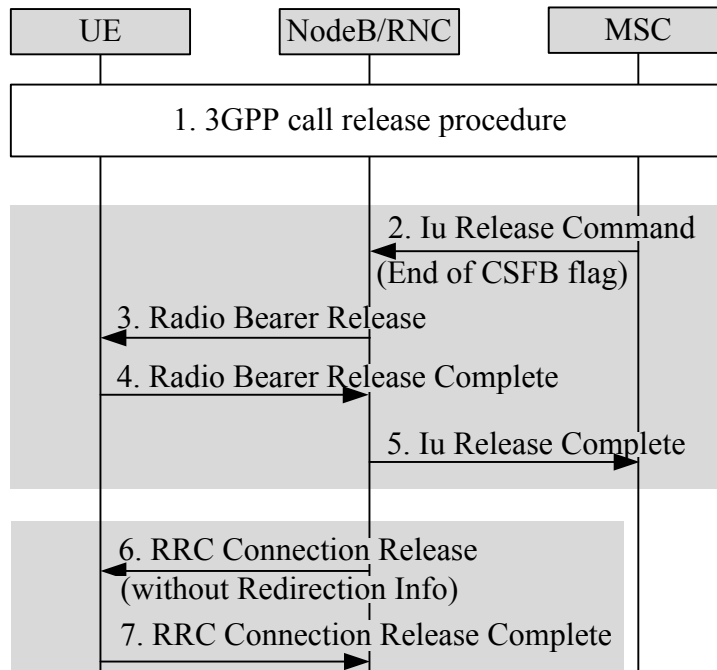 UE
NodeB/RNC
MSC
1. 3GPP call release procedure
2. Iu Release Command
(End of CSFB flag)
3. Radio Bearer Release
4. Radio Bearer Release Complete
5. Iu Release Complete
6. RRC Connection Release
(without Redirection Info)
7. RRC Connection Release Complete